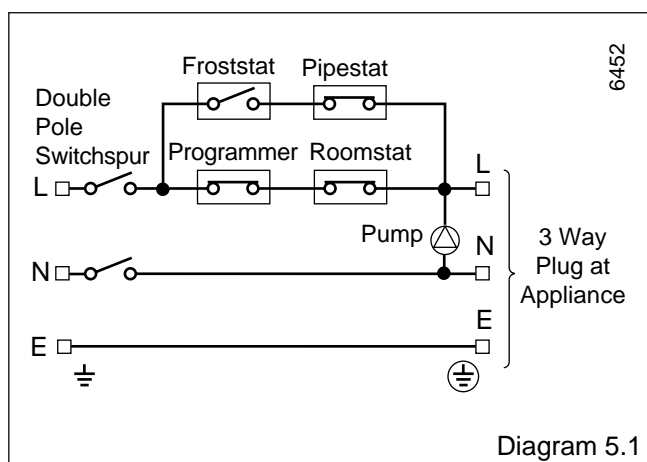 6452
Froststat Pipestat
Double
Pole
Switchspur
Programmer Roomstat
L
L
Pump
N
N
3 Way
Plug at
Appliance
E
E
Diagram 5.1